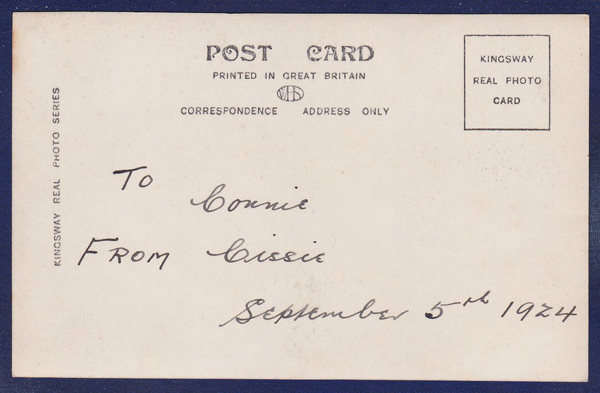 POST CARD
PRINTED IN GREAT BRITAIN
WHS
CORRESPONDENCE ADDRESS ONLY
KINGSWAY
REAL PHOTO
CARD
KINGSWAY REAL PHOTO SERIES
To Connie
FROM Cissie
September 5th 1924